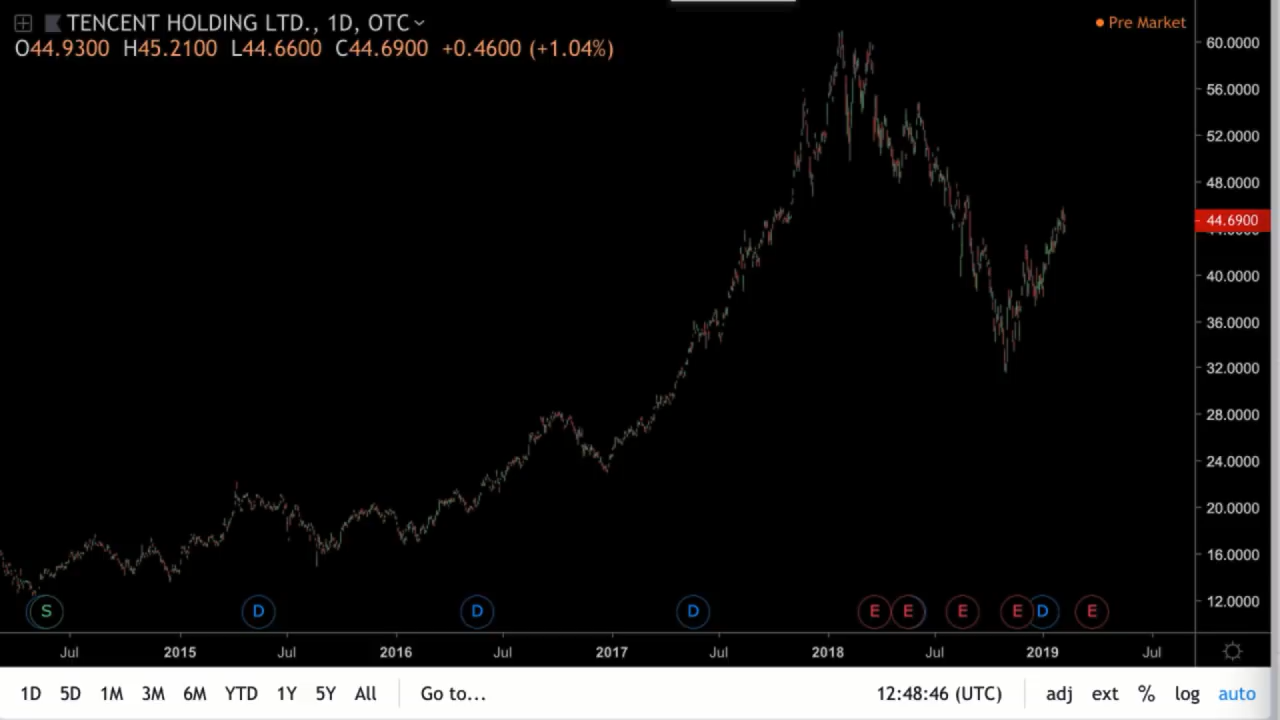 TENCENT HOLDING LTD., 1D, OTC
Pre Market
O44.9300 H45.2100 L44.6600 C44.6900 +0.4600 (+1.04%)
60.0000
56.0000
52.0000
48.0000
44.6900
40.0000
36.0000
32.0000
28.0000
24.0000
20.0000
16.0000
12.0000
S D D D E E E E D E
Jul 2015 Jul 2016 Jul 2017 Jul 2018 Jul 2019 Jul
1D 5D 1M 3M 6M YTD 1Y 5Y All Go to... 12:48:46 (UTC) adj ext % log auto